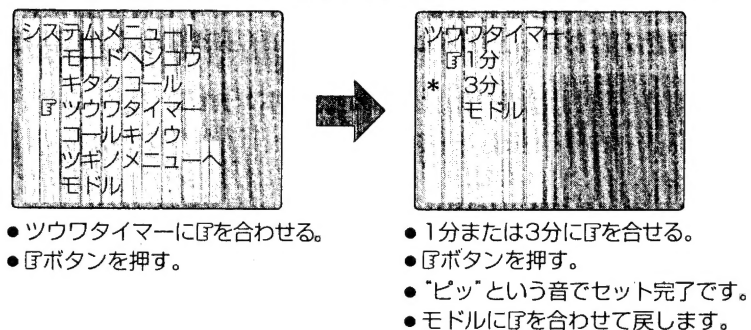 システムメニュー1
モードヘンコウ
キタクコール
☞ツウワタイマー
コールキノウ
ツギノメニューへ
モドル
● ツウワタイマーに☞を合わせる。
● ☞ボタンを押す。
ツウワタイマー
☞1分
* 3分
モドル
● 1分または3分に☞を合せる。
● ☞ボタンを押す。
● "ピッ"という音でセット完了です。
● モドルに☞を合わせて戻します。